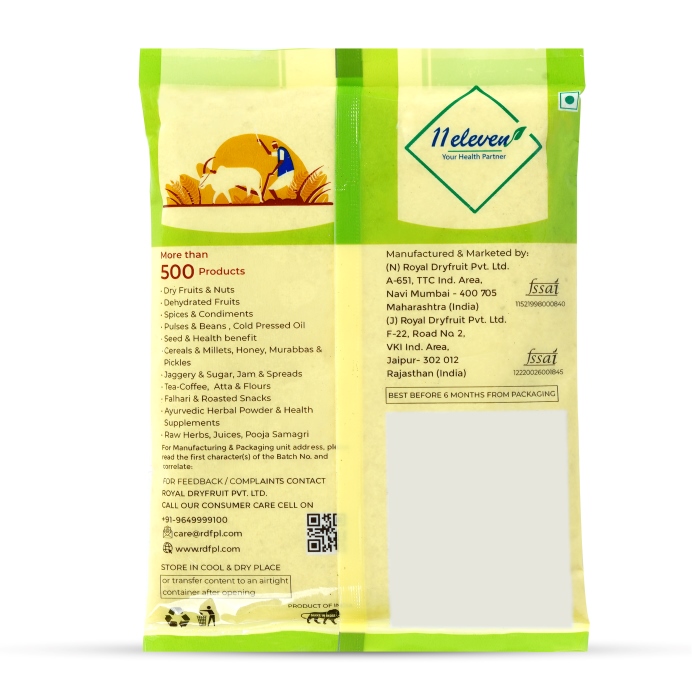 More than
500 Products
· Dry Fruits & Nuts
· Dehydrated Fruits
· Spices & Condiments
· Pulses & Beans , Cold Pressed Oil
· Seed & Health benefit
· Cereals & Millets, Honey, Murabbas &
Pickles
· Jaggery & Sugar, Jam & Spreads
· Tea-Coffee, Atta & Flours
· Falhari & Roasted Snacks
· Ayurvedic Herbal Powder & Health
Supplements
· Raw Herbs, Juices, Pooja Samagri
For Manufacturing & Packaging unit address, ple
read the first character(s) of the Batch No. and
correlate:
FOR FEEDBACK / COMPLAINTS CONTACT
ROYAL DRYFRUIT PVT. LTD.
CALL OUR CONSUMER CARE CELL ON
+91-9649999100
care@rdfpl.com
www.rdfpl.com
STORE IN COOL & DRY PLACE
or transfer content to an airtight
container after opening
PRODUCT OF
11 eleven
Your Health Partner
Manufactured & Marketed by:
(N) Royal Dryfruit Pvt. Ltd.
A-651, TTC Ind. Area,
Navi Mumbai - 400 705
Maharashtra (India)
fssai
11521998000840
(J) Royal Dryfruit Pvt. Ltd.
F-22, Road No. 2,
VKI Ind. Area,
Jaipur- 302 012
Rajasthan (India)
fssai
12220026001845
BEST BEFORE 6 MONTHS FROM PACKAGING